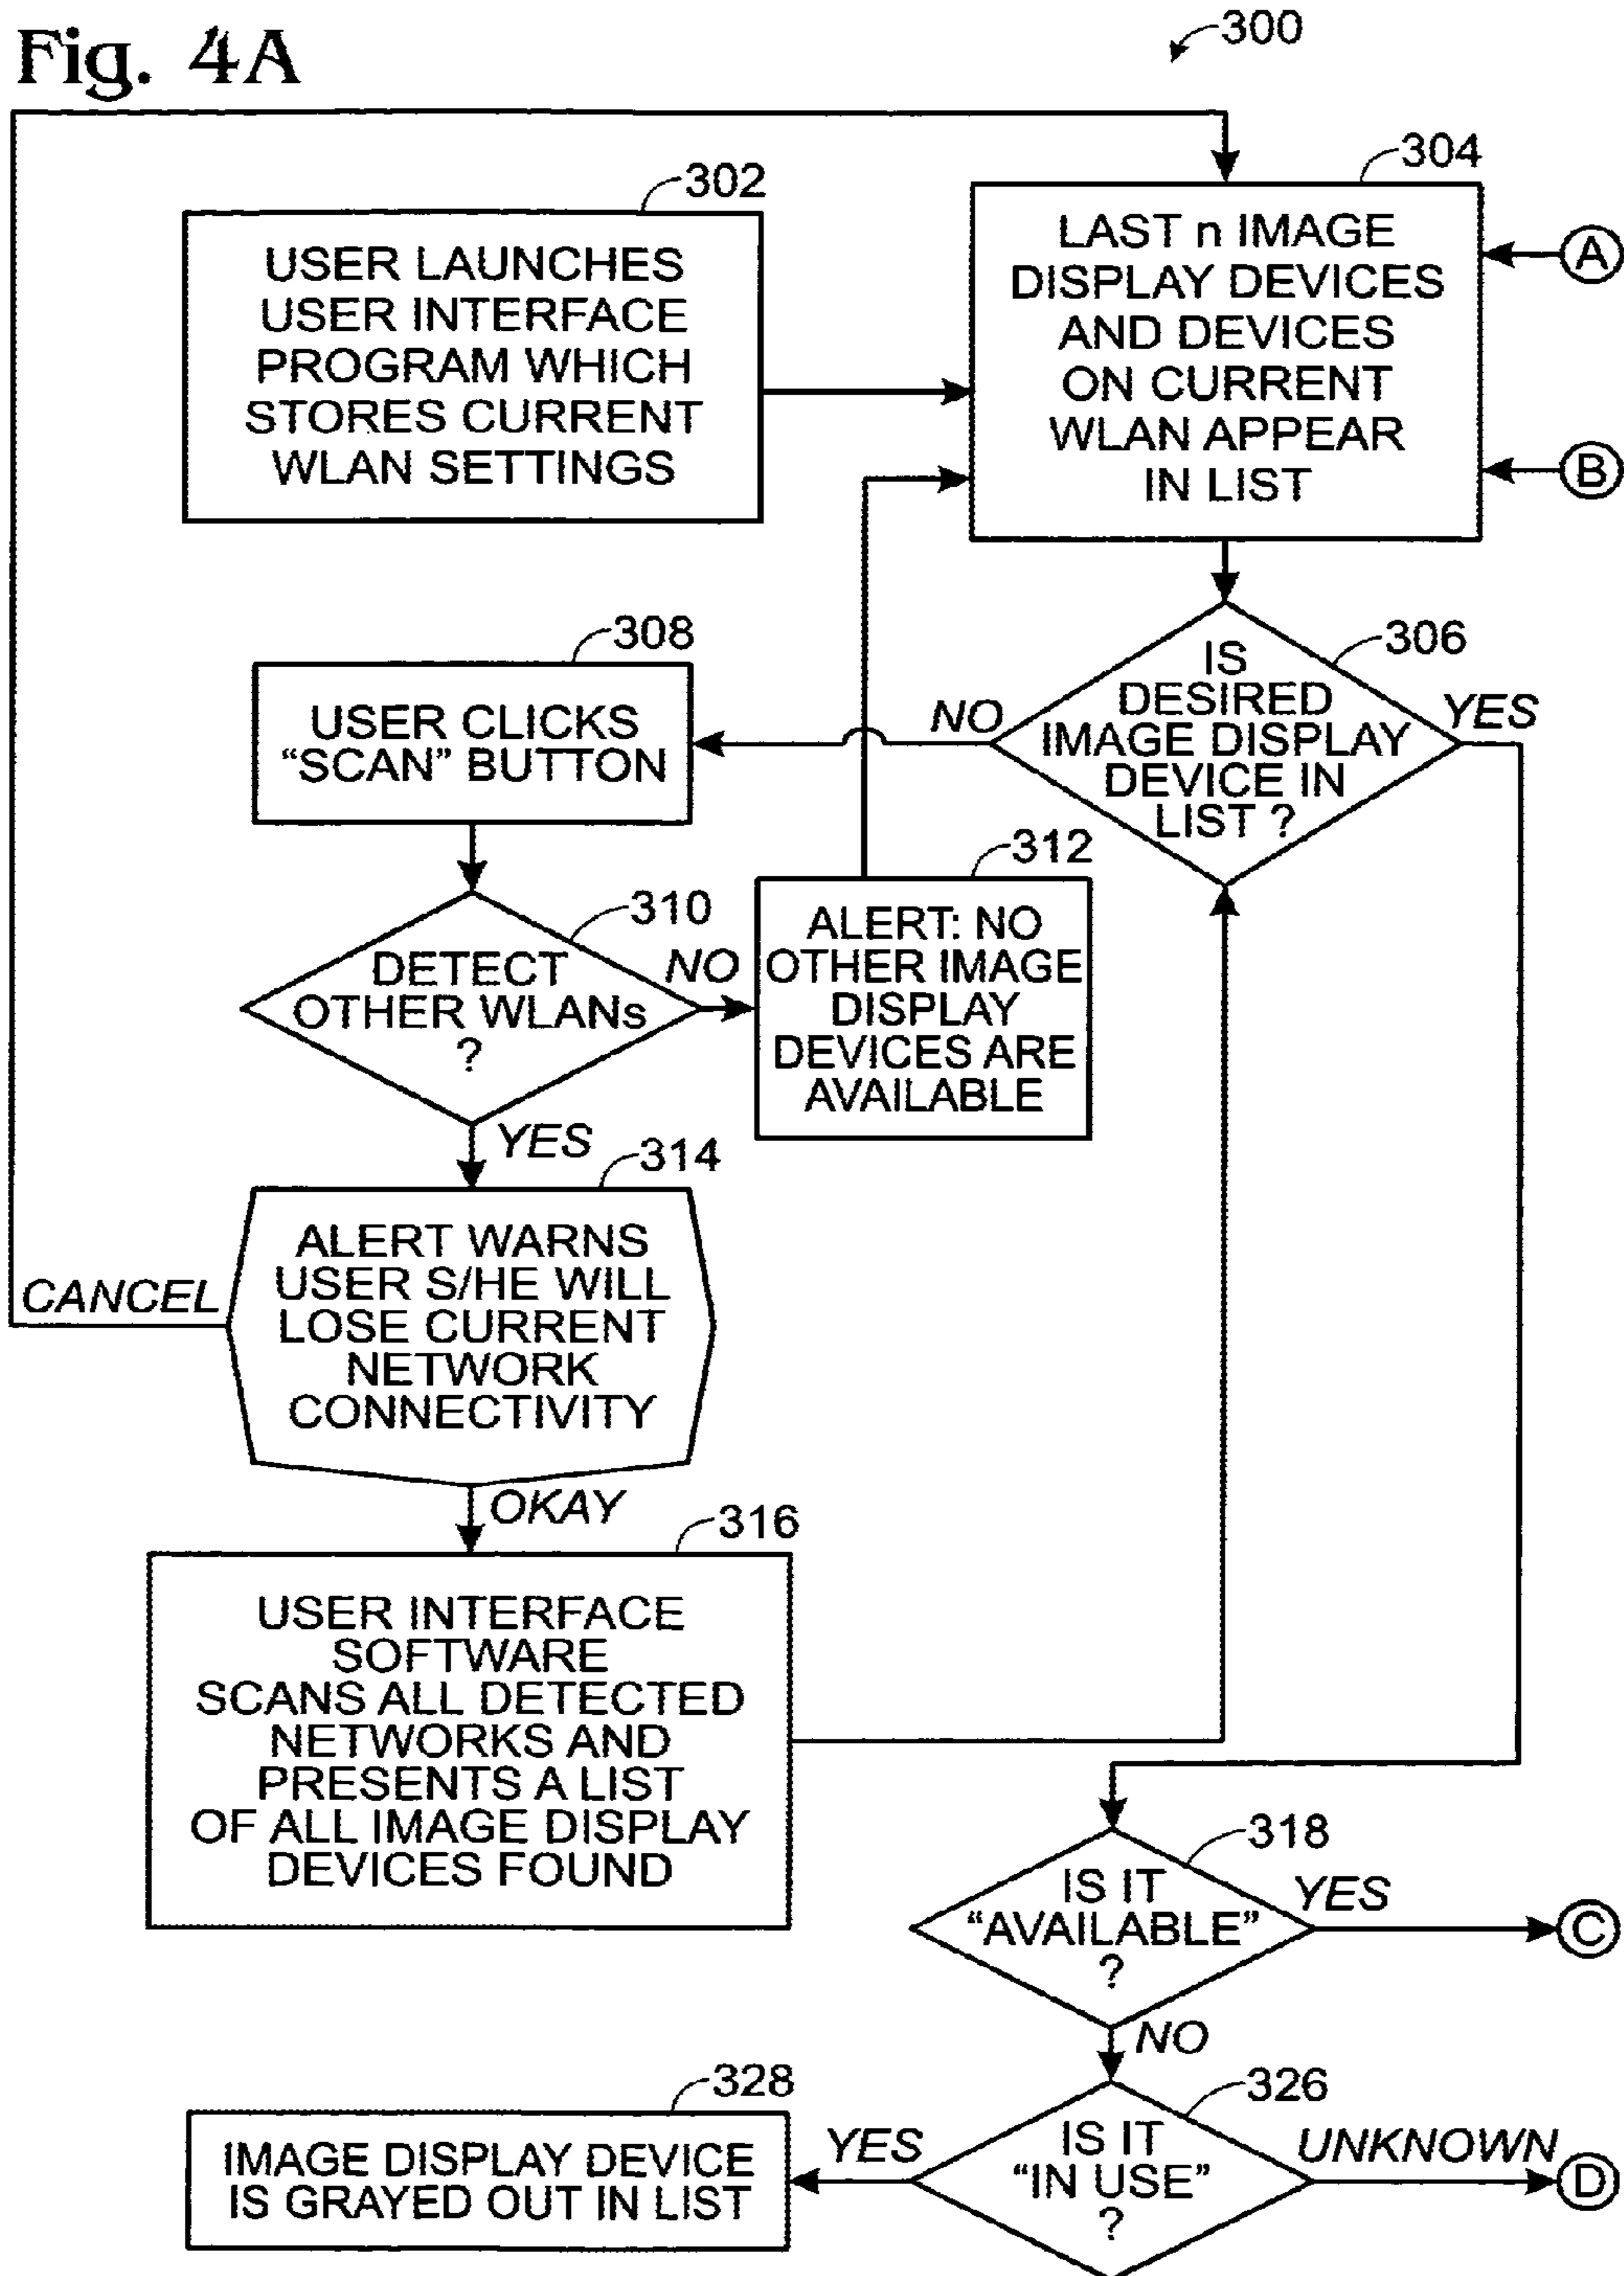 Fig. 4A
300
302
USER LAUNCHES
USER INTERFACE
PROGRAM WHICH
STORES CURRENT
WLAN SETTINGS
304
LAST n IMAGE
DISPLAY DEVICES
AND DEVICES
ON CURRENT
WLAN APPEAR
IN LIST
A
B
306
IS
DESIRED
IMAGE DISPLAY
DEVICE IN
LIST ?
NO
YES
308
USER CLICKS
“SCAN” BUTTON
310
DETECT
OTHER WLANs
?
NO
YES
312
ALERT: NO
OTHER IMAGE
DISPLAY
DEVICES ARE
AVAILABLE
314
ALERT WARNS
USER S/HE WILL
LOSE CURRENT
NETWORK
CONNECTIVITY
CANCEL
OKAY
316
USER INTERFACE
SOFTWARE
SCANS ALL DETECTED
NETWORKS AND
PRESENTS A LIST
OF ALL IMAGE DISPLAY
DEVICES FOUND
318
IS IT
“AVAILABLE”
?
YES
C
NO
326
IS IT
“IN USE”
?
YES
UNKNOWN
D
328
IMAGE DISPLAY DEVICE
IS GRAYED OUT IN LIST